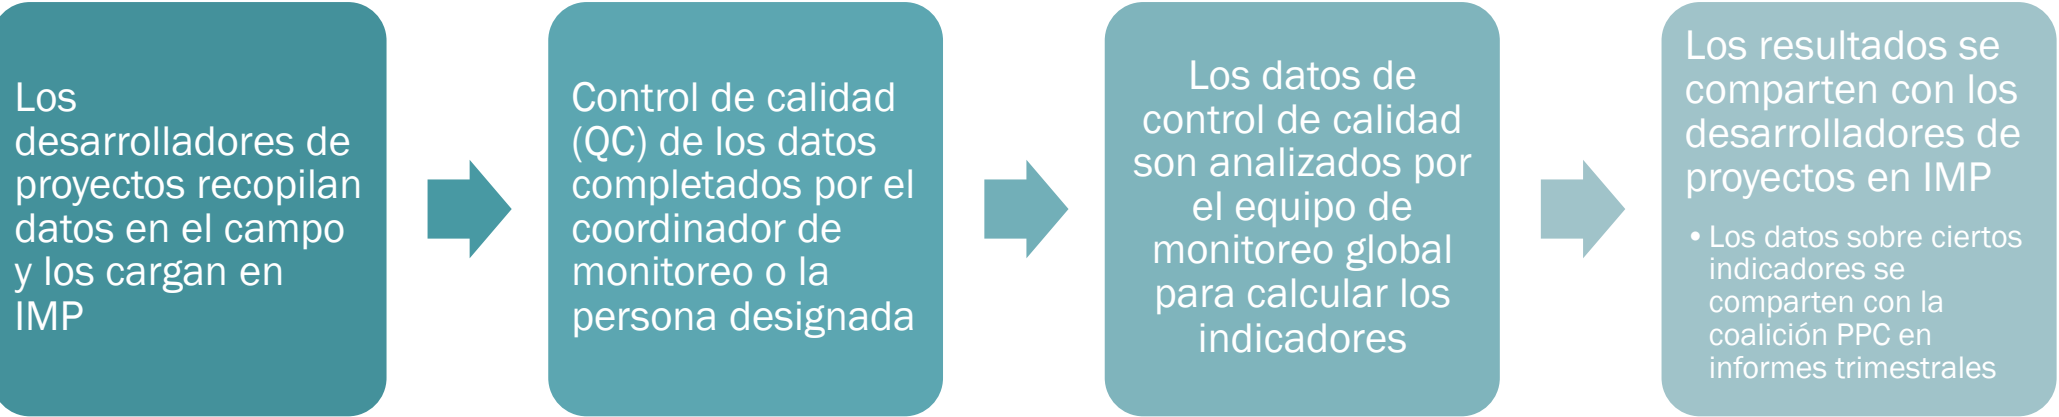 Los
desarrolladores de
proyectos recopilan
datos en el campo
y los cargan en
IMP
Control de calidad
(QC) de los datos
completados por el
coordinador de
monitoreo o la
persona designada
Los datos de
control de calidad
son analizados por
el equipo de
monitoreo global
para calcular los
indicadores
Los resultados se
comparten con los
desarrolladores de
proyectos en IMP
• Los datos sobre ciertos
indicadores se
comparten con la
coalición PPC en
informes trimestrales